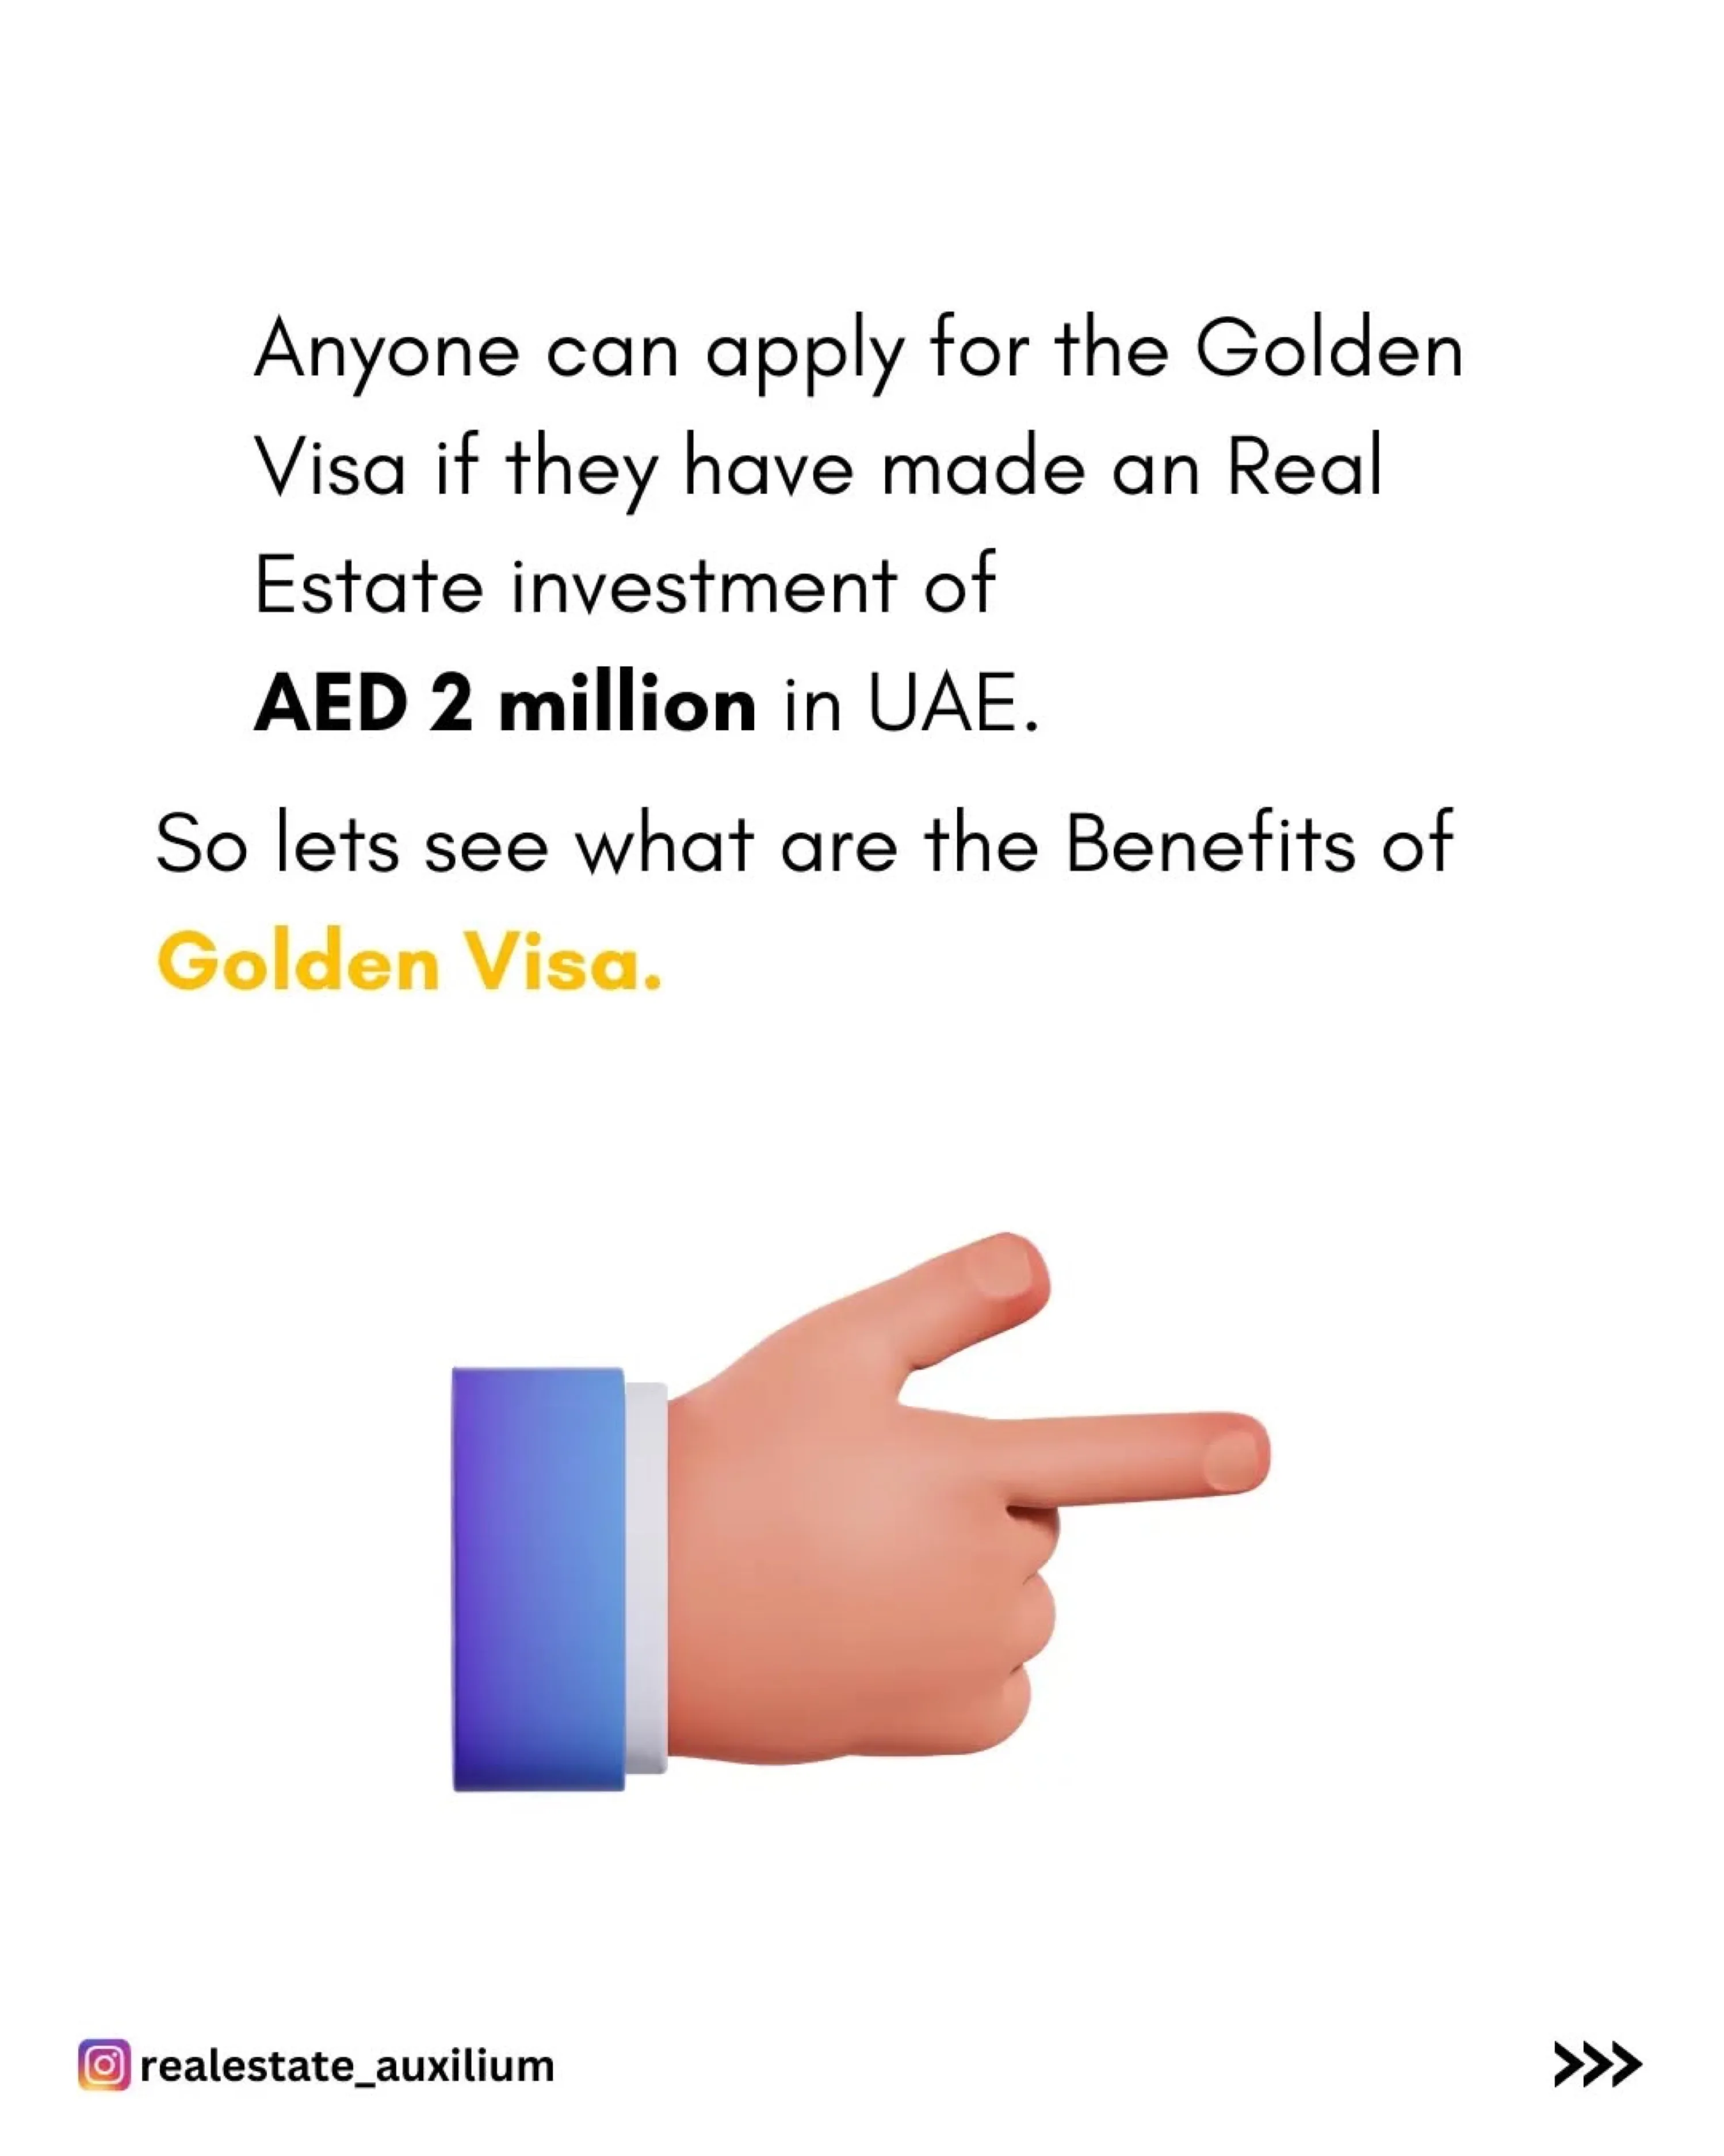 Anyone can apply for the Golden
Visa if they have made an Real
Estate investment of
AED 2 million in UAE.
So lets see what are the Benefits of
Golden Visa.
realestate_auxilium